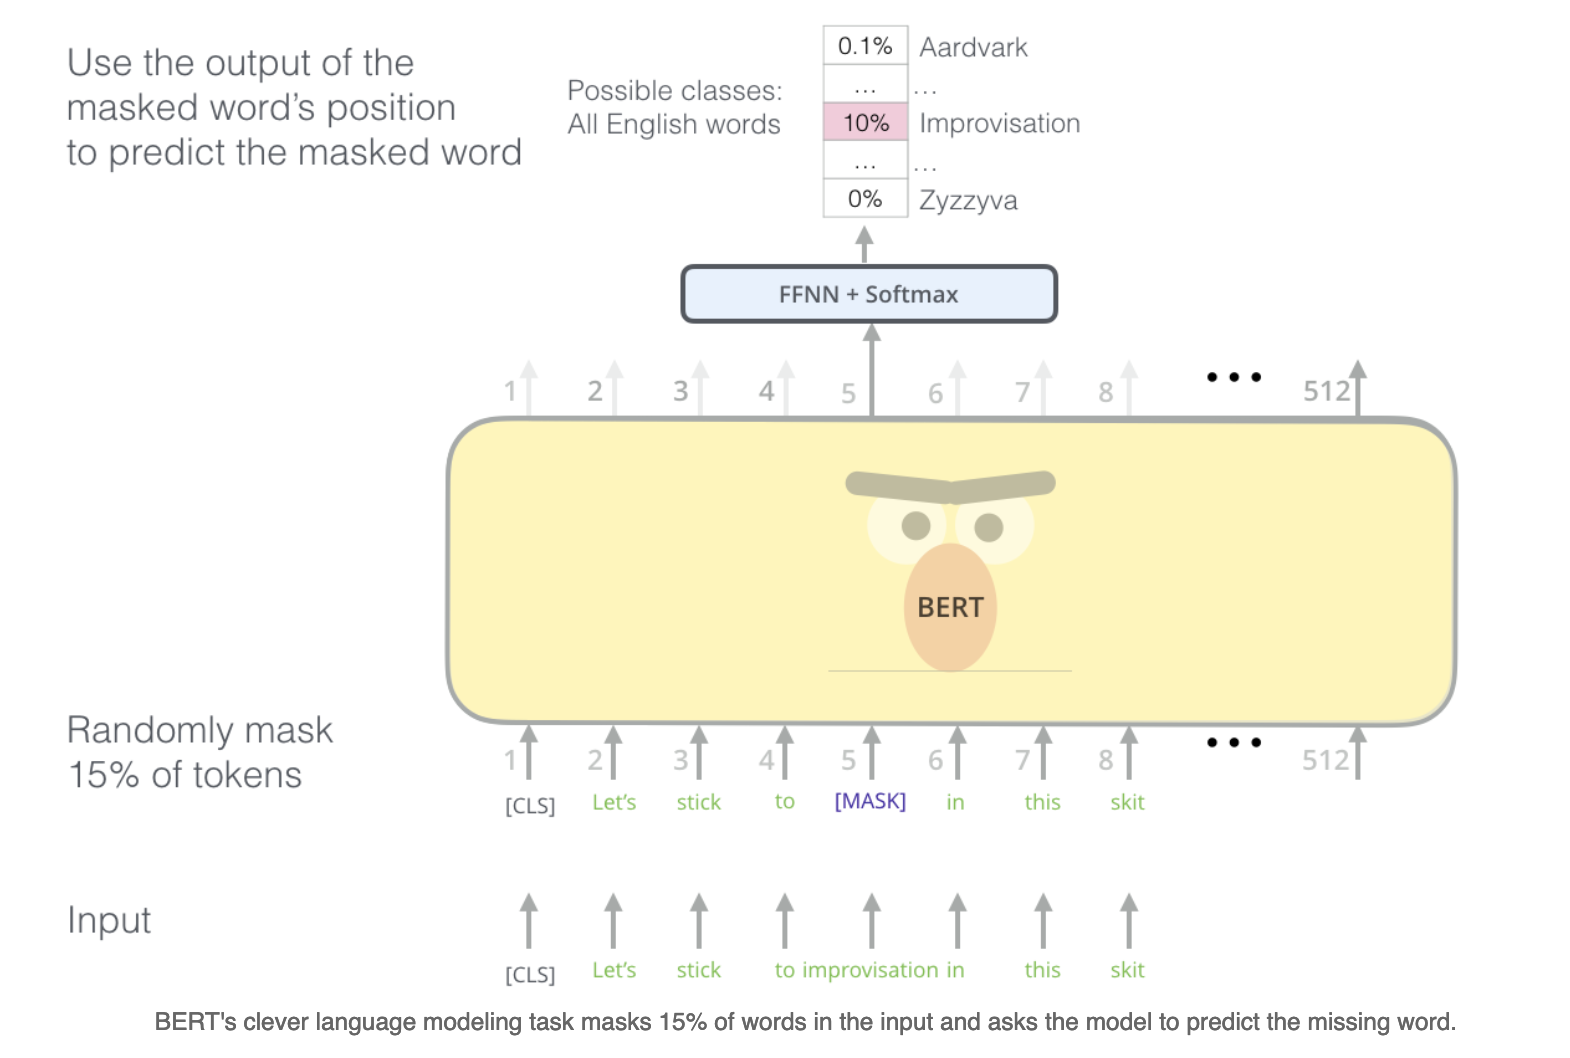 Use the output of the
masked word's position
to predict the masked word
Possible classes:
All English words
0.1% Aardvark
... ...
10% Improvisation
... ...
0% Zyzzyva
FFNN + Softmax
1 2 3 4 5 6 7 8 ... 512
BERT
Randomly mask
15% of tokens
1 2 3 4 5 6 7 8 ... 512
[CLS] Let's stick to [MASK] in this skit
Input
[CLS] Let's stick to improvisation in this skit
BERT's clever language modeling task masks 15% of words in the input and asks the model to predict the missing word.